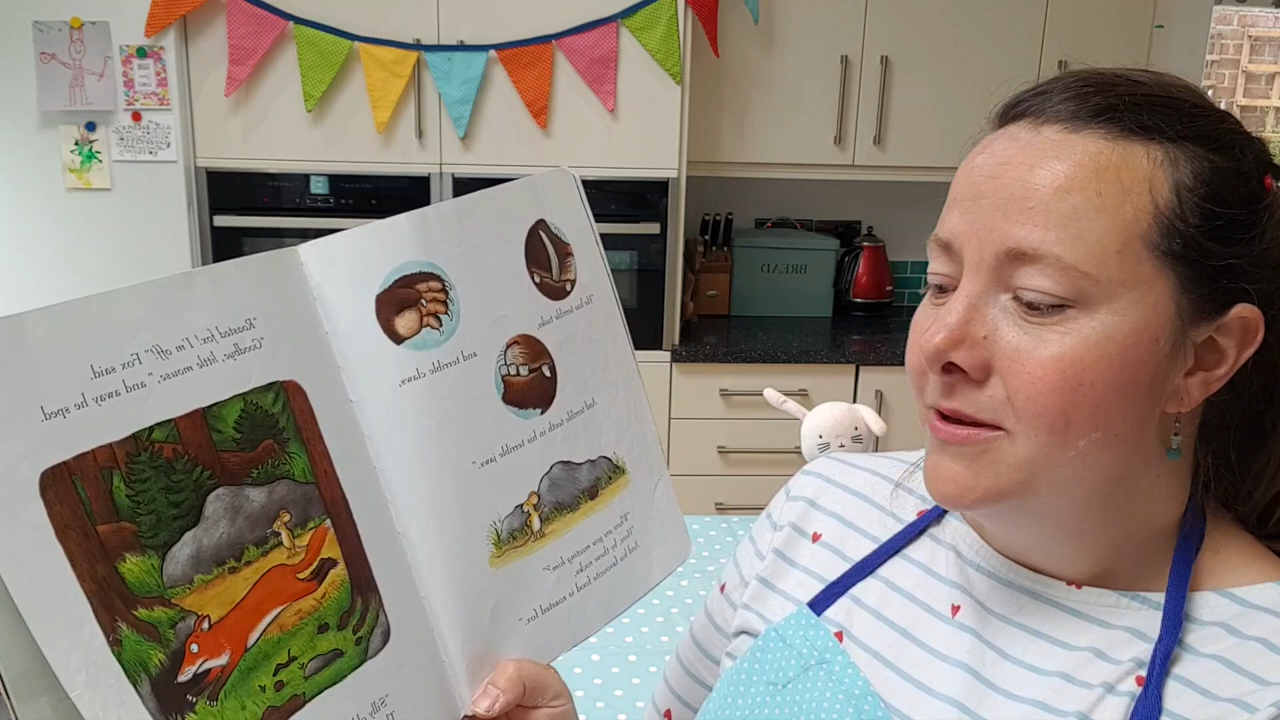 "He has terrible tusks,
and terrible claws,
And terrible teeth in his terrible jaws."
"Where are you meeting him?"
"Here, by these rocks,
And his favourite food is roasted fox."
"Roasted fox! I'm off!" Fox said.
"Goodbye, little mouse," and away he sped.
"Silly ol
BREAD